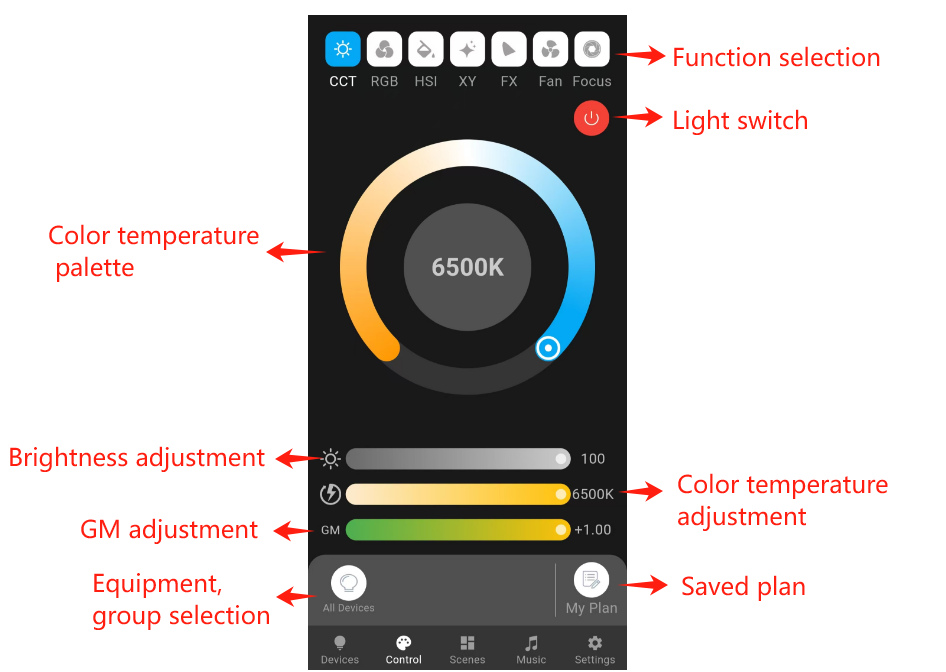 CCT RGB HSI XY FX Fan Focus
Function selection
Light switch
Color temperature
palette
6500K
Brightness adjustment
100
6500K
Color temperature
adjustment
GM adjustment
GM
+1.00
Equipment,
group selection
All Devices
My Plan
Saved plan
Devices Control Scenes Music Settings